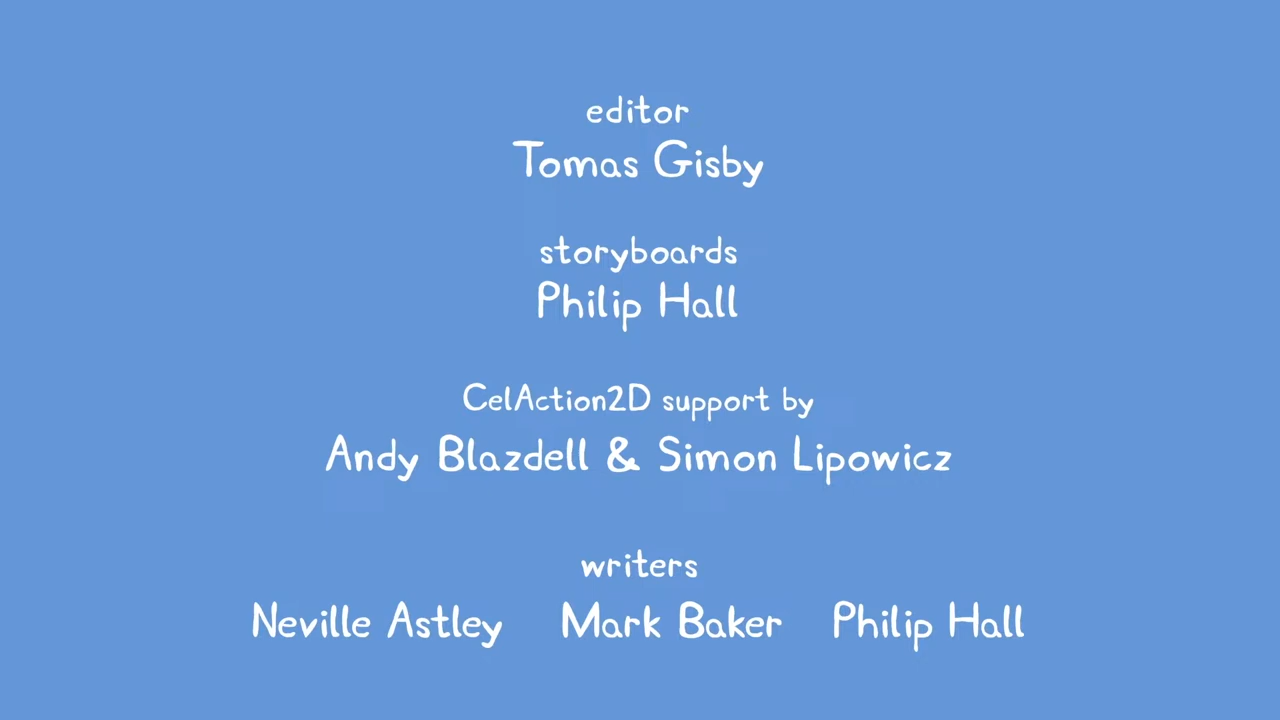 editor
Tomas Gisby
storyboards
Philip Hall
CelAction2D support by
Andy Blazdell & Simon Lipowicz
writers
Neville Astley Mark Baker Philip Hall